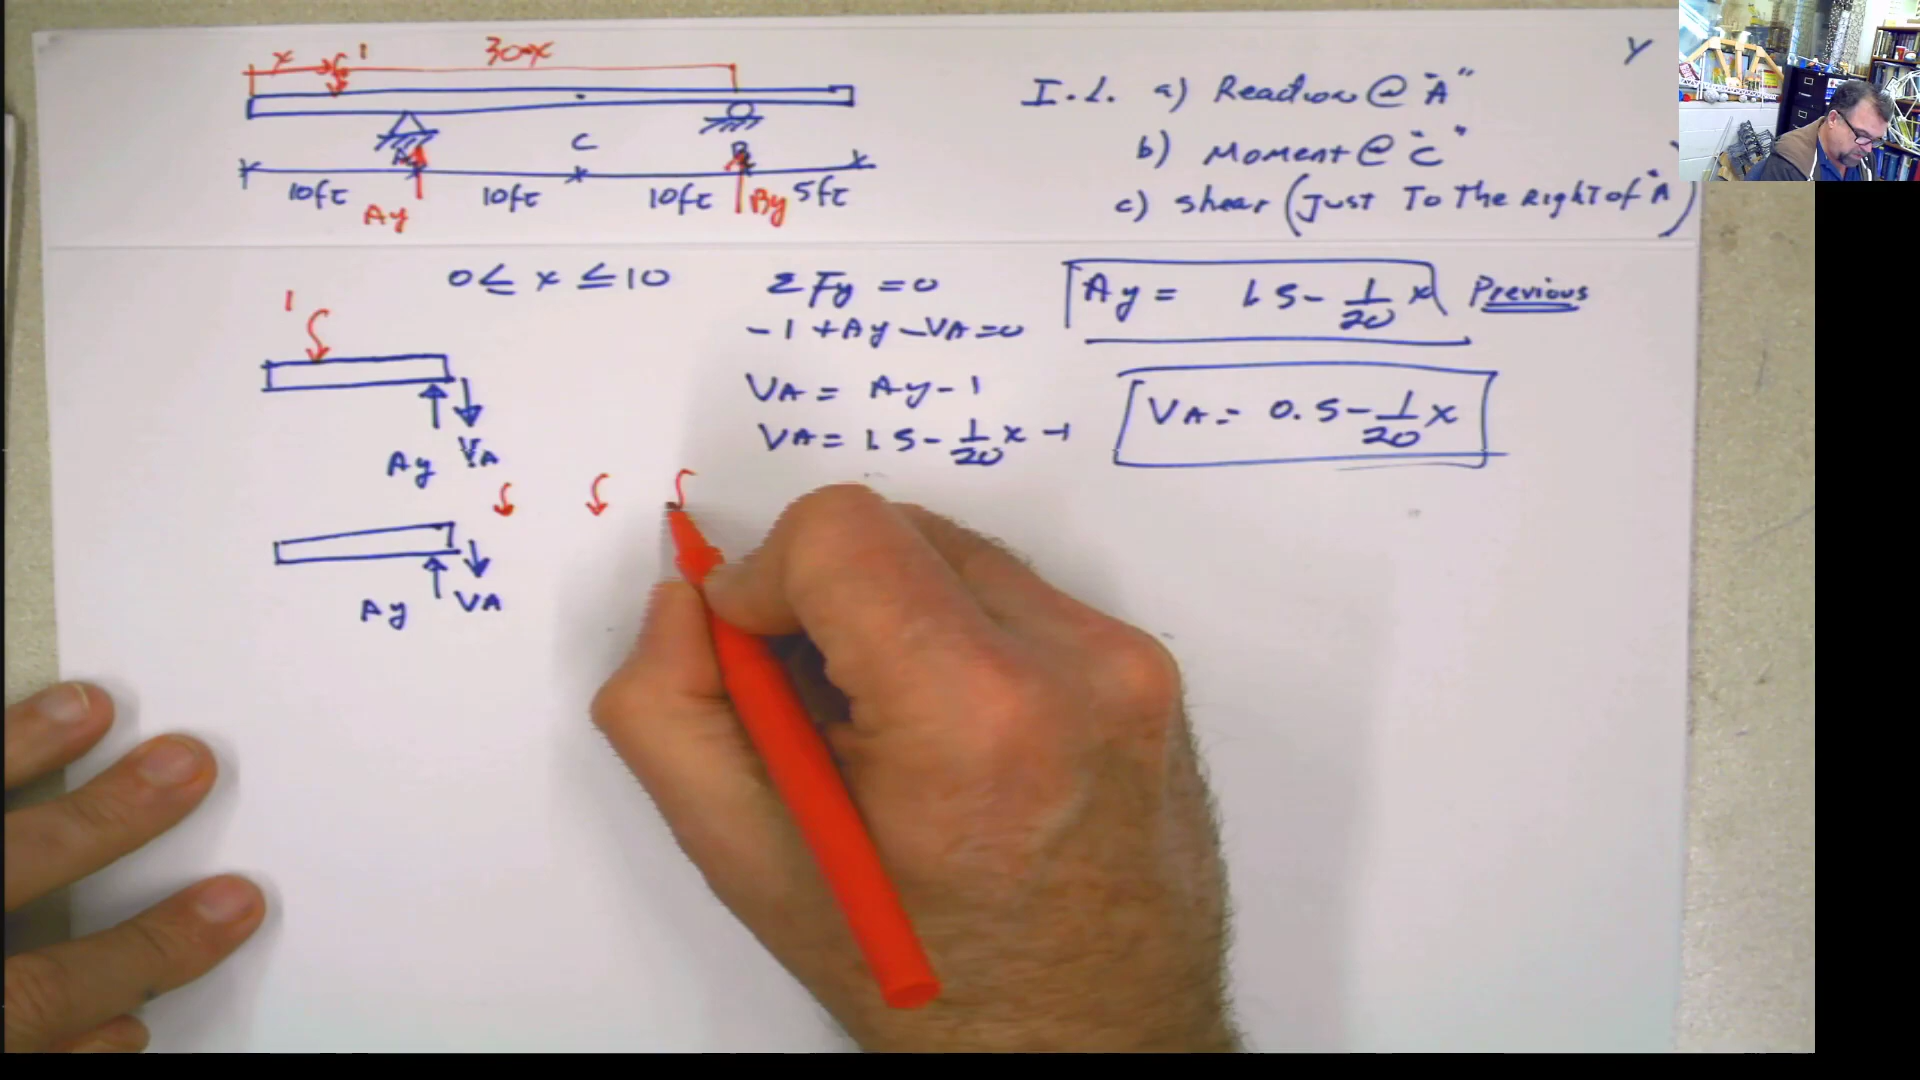 x 1 30-x
A C B
10ft 10ft 10ft 5ft
Ay By
I.L. a) Reaction @ "A"
b) Moment @ "C"
c) shear (Just To The Right of "A")
Y
0 ≤ x ≤ 10
1
Ay VA
ΣFy = 0
-1 + Ay - VA = 0
VA = Ay - 1
VA = 1.5 - 1/20 x - 1
Ay = 1.5 - 1/20 x Previous
VA = 0.5 - 1/20 x
Ay VA